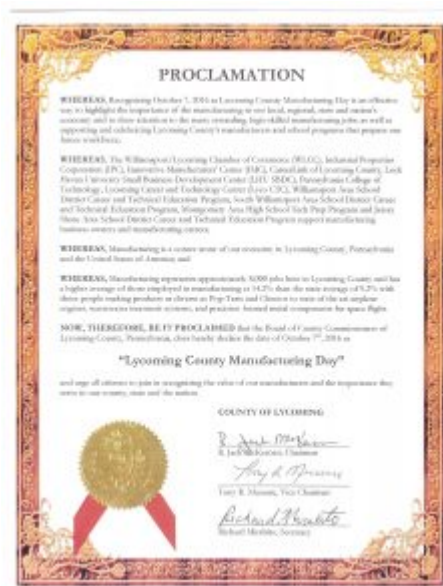 PROCLAMATION
WHEREAS, Recognizing October 7, 2016 as Lycoming County Manufacturing Day is an effective
way to highlight the importance of the manufacturing to our local, regional, state and nation's
economy and to draw attention to the many rewarding, high-skilled manufacturing jobs as well as
supporting and celebrating Lycoming County's manufacturers and school programs that prepare our
future workforce.
WHEREAS, The Williamsport/Lycoming Chamber of Commerce (WLCC), Industrial Properties
Corporation (IPC), Innovative Manufacturers' Center (IMC), CareerLink of Lycoming County, Lock
Haven University Small Business Development Center (LHU SBDC), Pennsylvania College of
Technology, Lycoming Career and Technology Center (Lyco CTC), Williamsport Area School
District Career and Technical Education Program, South Williamsport Area School District Career
and Technical Education Program, Montgomery Area High School Tech Prep Program and Jersey
Shore Area School District Career and Technical Education Program support manufacturing
business owners and manufacturing careers.
WHEREAS, Manufacturing is a corner stone of our economy in Lycoming County, Pennsylvania
and the United States of America; and
WHEREAS, Manufacturing represents approximately 8,000 jobs here in Lycoming County and has
a higher average of those employed in manufacturing at 14.2% than the state average of 9.2% with
these people making products as diverse as Pop-Tarts and Cheetos to state of the art airplane
engines, wastewater treatment systems, and precision formed metal components for space flight.
NOW, THEREFORE, BE IT PROCLAIMED that the Board of County Commissioners of
Lycoming County, Pennsylvania, does hereby declare the date of October 7th, 2016 as
"Lycoming County Manufacturing Day"
and urge all citizens to join in recognizing the value of our manufacturers and the importance they
serve to our county, state and the nation.
COUNTY OF LYCOMING
R. Jack McKernan
R. Jack McKernan, Chairman
Tony R. Mussare
Tony R. Mussare, Vice Chairman
Richard Mirabito
Richard Mirabito, Secretary